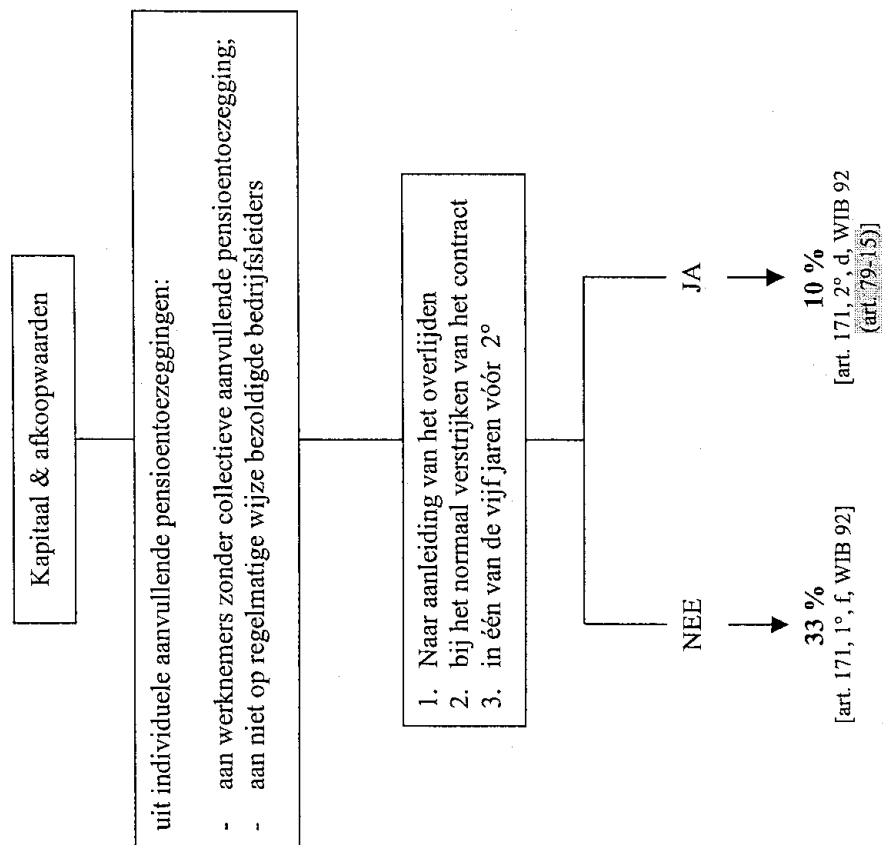 Kapitaal & afkoopwaarden
uit individuele aanvullende pensioentoezeggingen:
- aan werknemers zonder collectieve aanvullende pensioentoezegging;
- aan niet op regelmatige wijze bezoldigde bedrijfsleiders
1. Naar aanleiding van het overlijden
2. bij het normaal verstrijken van het contract
3. in één van de vijf jaren vóór 2°
NEE
33 %
[art. 171, 1°, f, WIB 92]
JA
10 %
[art. 171, 2°, d, WIB 92
(art. 79-15)]